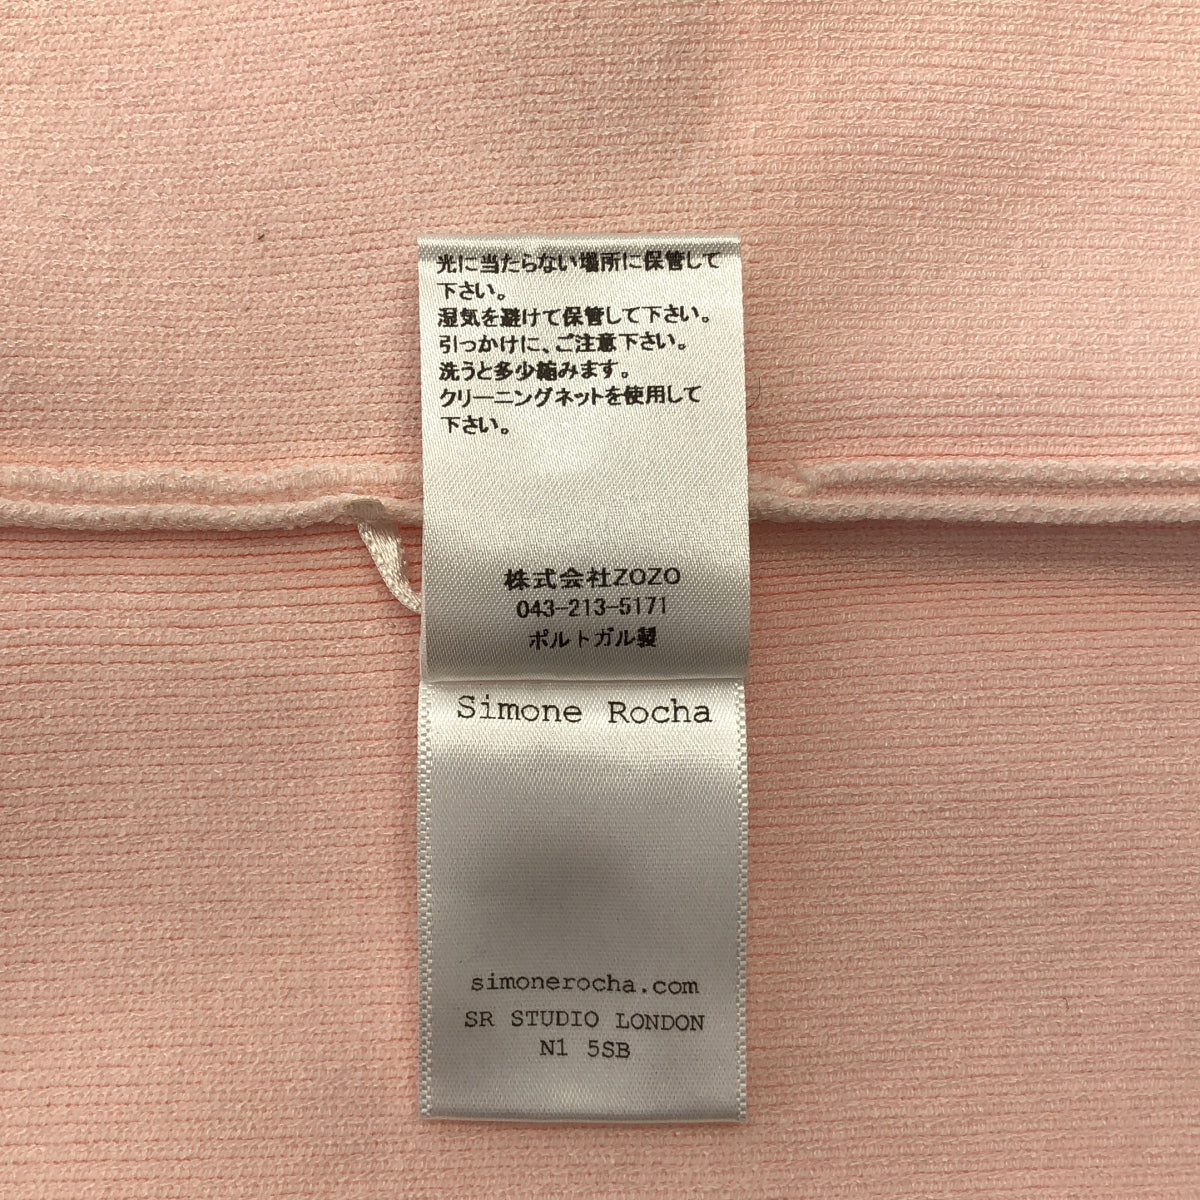 光に当たらない場所に保管して
下さい。
湿気を避けて保管して下さい。
引っかけに、ご注意下さい。
洗うと多少縮みます。
クリーニングネットを使用して
下さい。
株式会社ZOZO
043-213-5171
ポルトガル製
Simone Rocha
simonerocha.com
SR STUDIO LONDON
N1 5SB